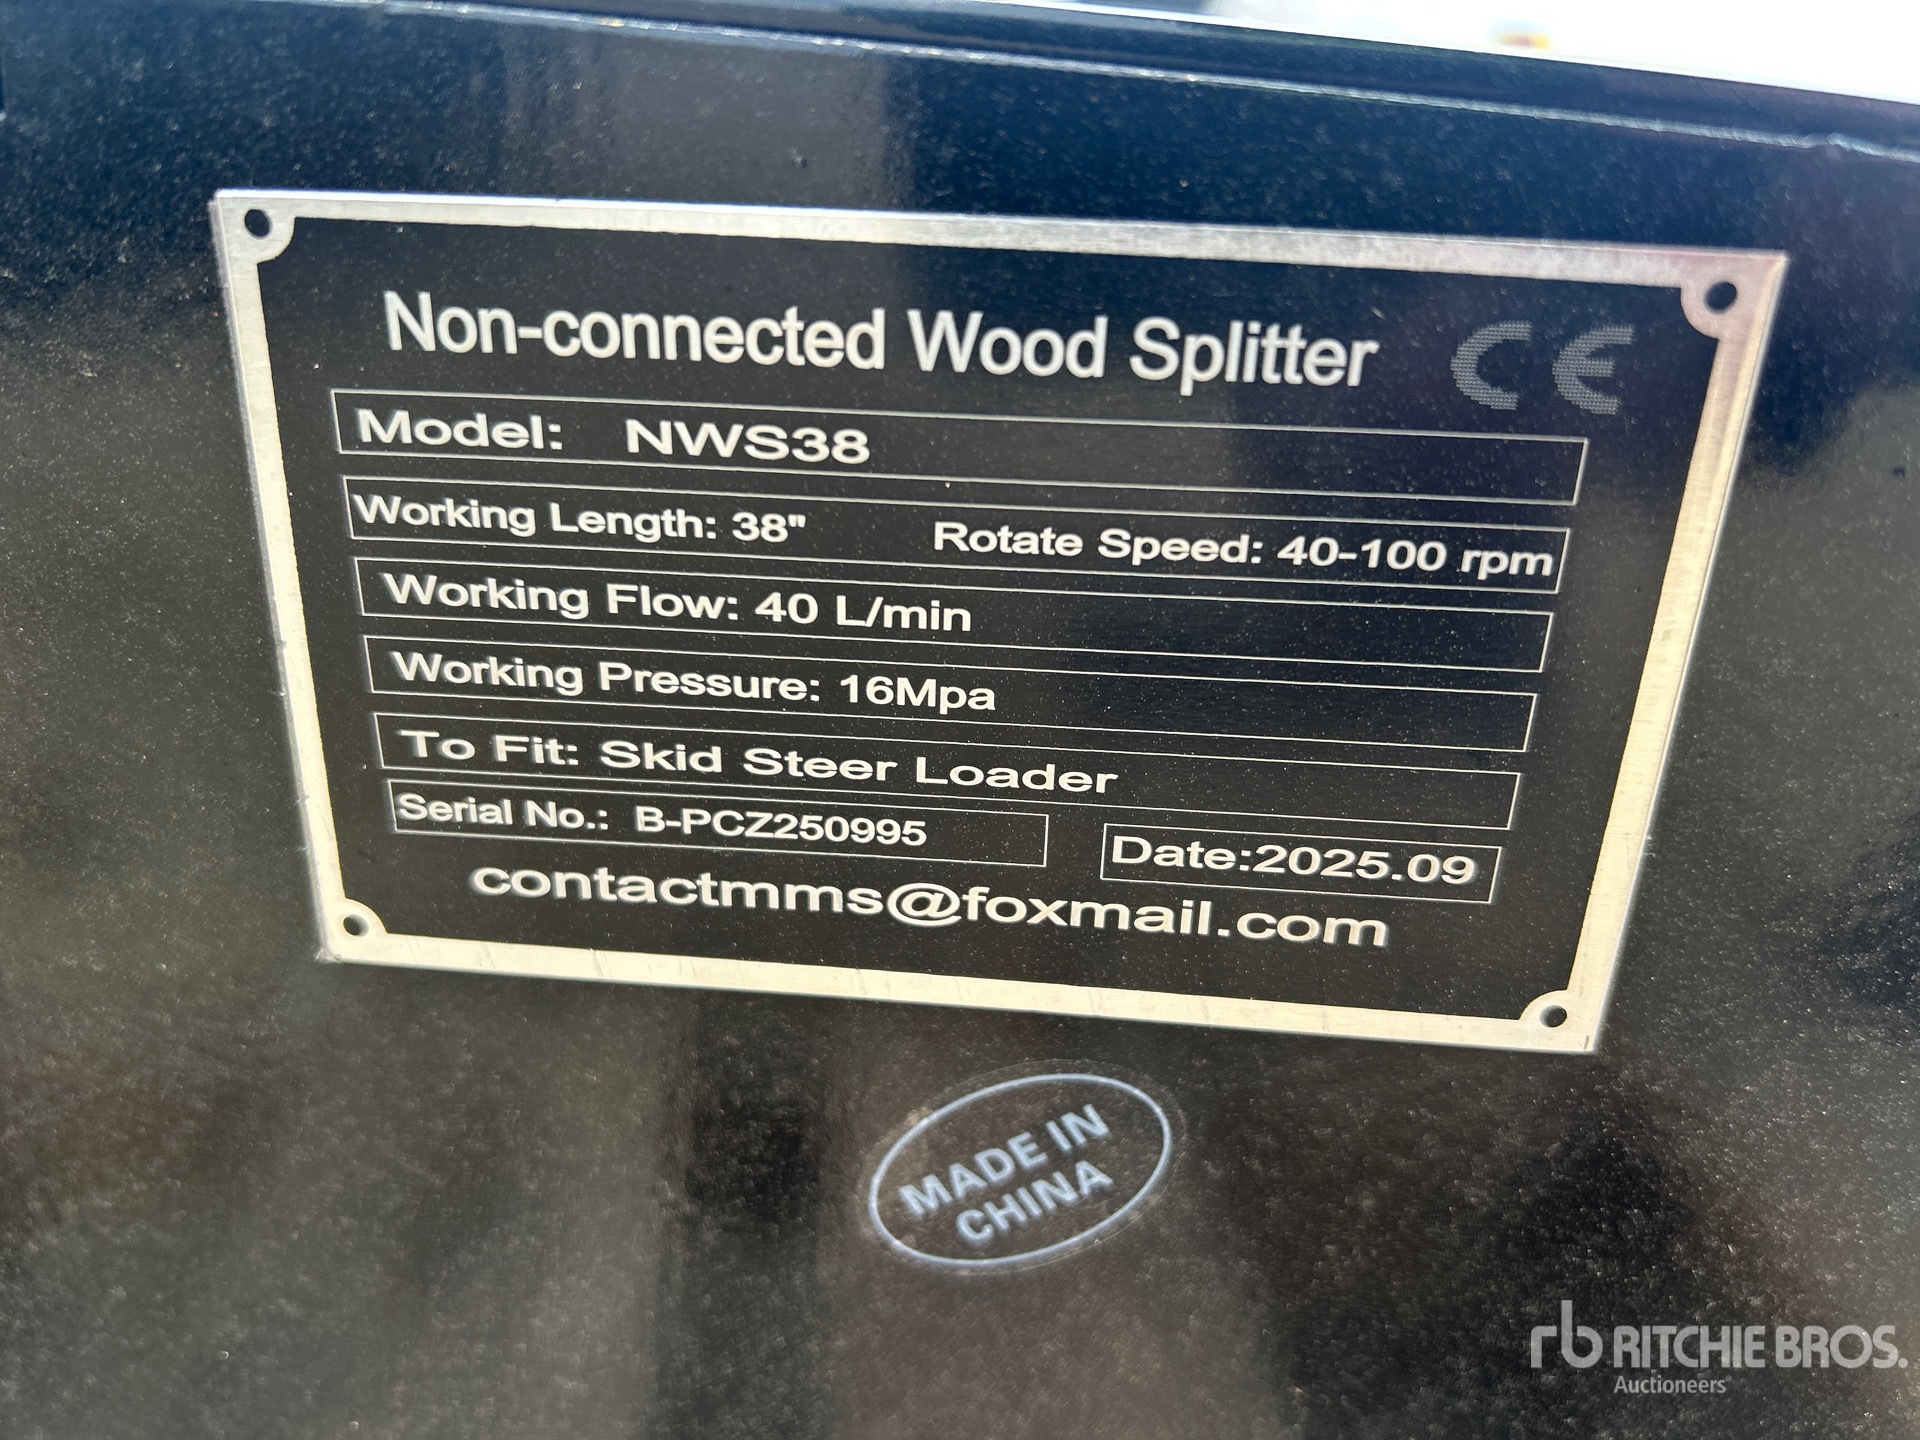 Non-connected Wood Splitter CE
Model: NWS38
Working Length: 38" Rotate Speed: 40-100 rpm
Working Flow: 40 L/min
Working Pressure: 16Mpa
To Fit: Skid Steer Loader
Serial No.: B-PCZ250995 Date:2025.09
contactmms@foxmail.com
MADE IN
CHINA
rb RITCHIE BROS.
Auctioneers